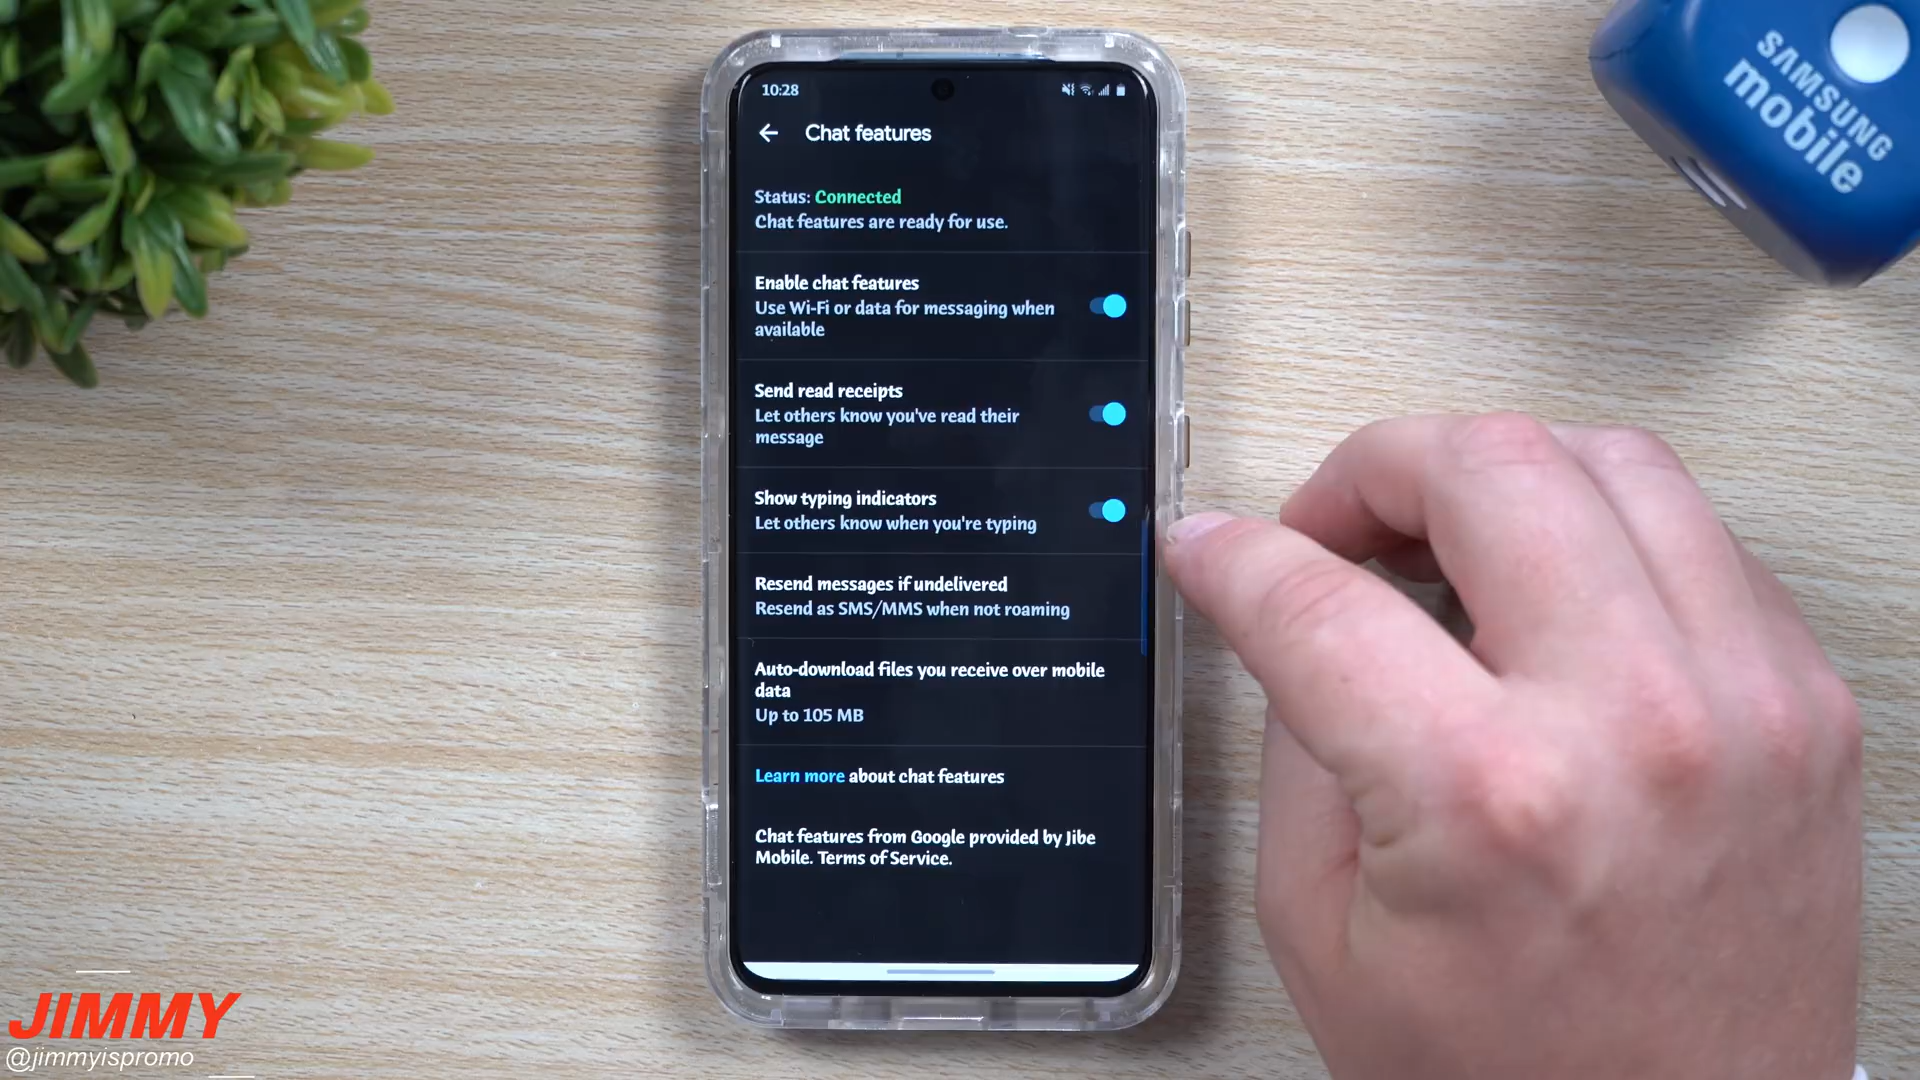 10:28
Chat features
Status: Connected
Chat features are ready for use.
Enable chat features
Use Wi-Fi or data for messaging when
available
Send read receipts
Let others know you've read their
message
Show typing indicators
Let others know when you're typing
Resend messages if undelivered
Resend as SMS/MMS when not roaming
Auto-download files you receive over mobile
data
Up to 105 MB
Learn more about chat features
Chat features from Google provided by Jibe
Mobile. Terms of Service.
SAMSUNG
mobile
JIMMY
@jimmyispromo